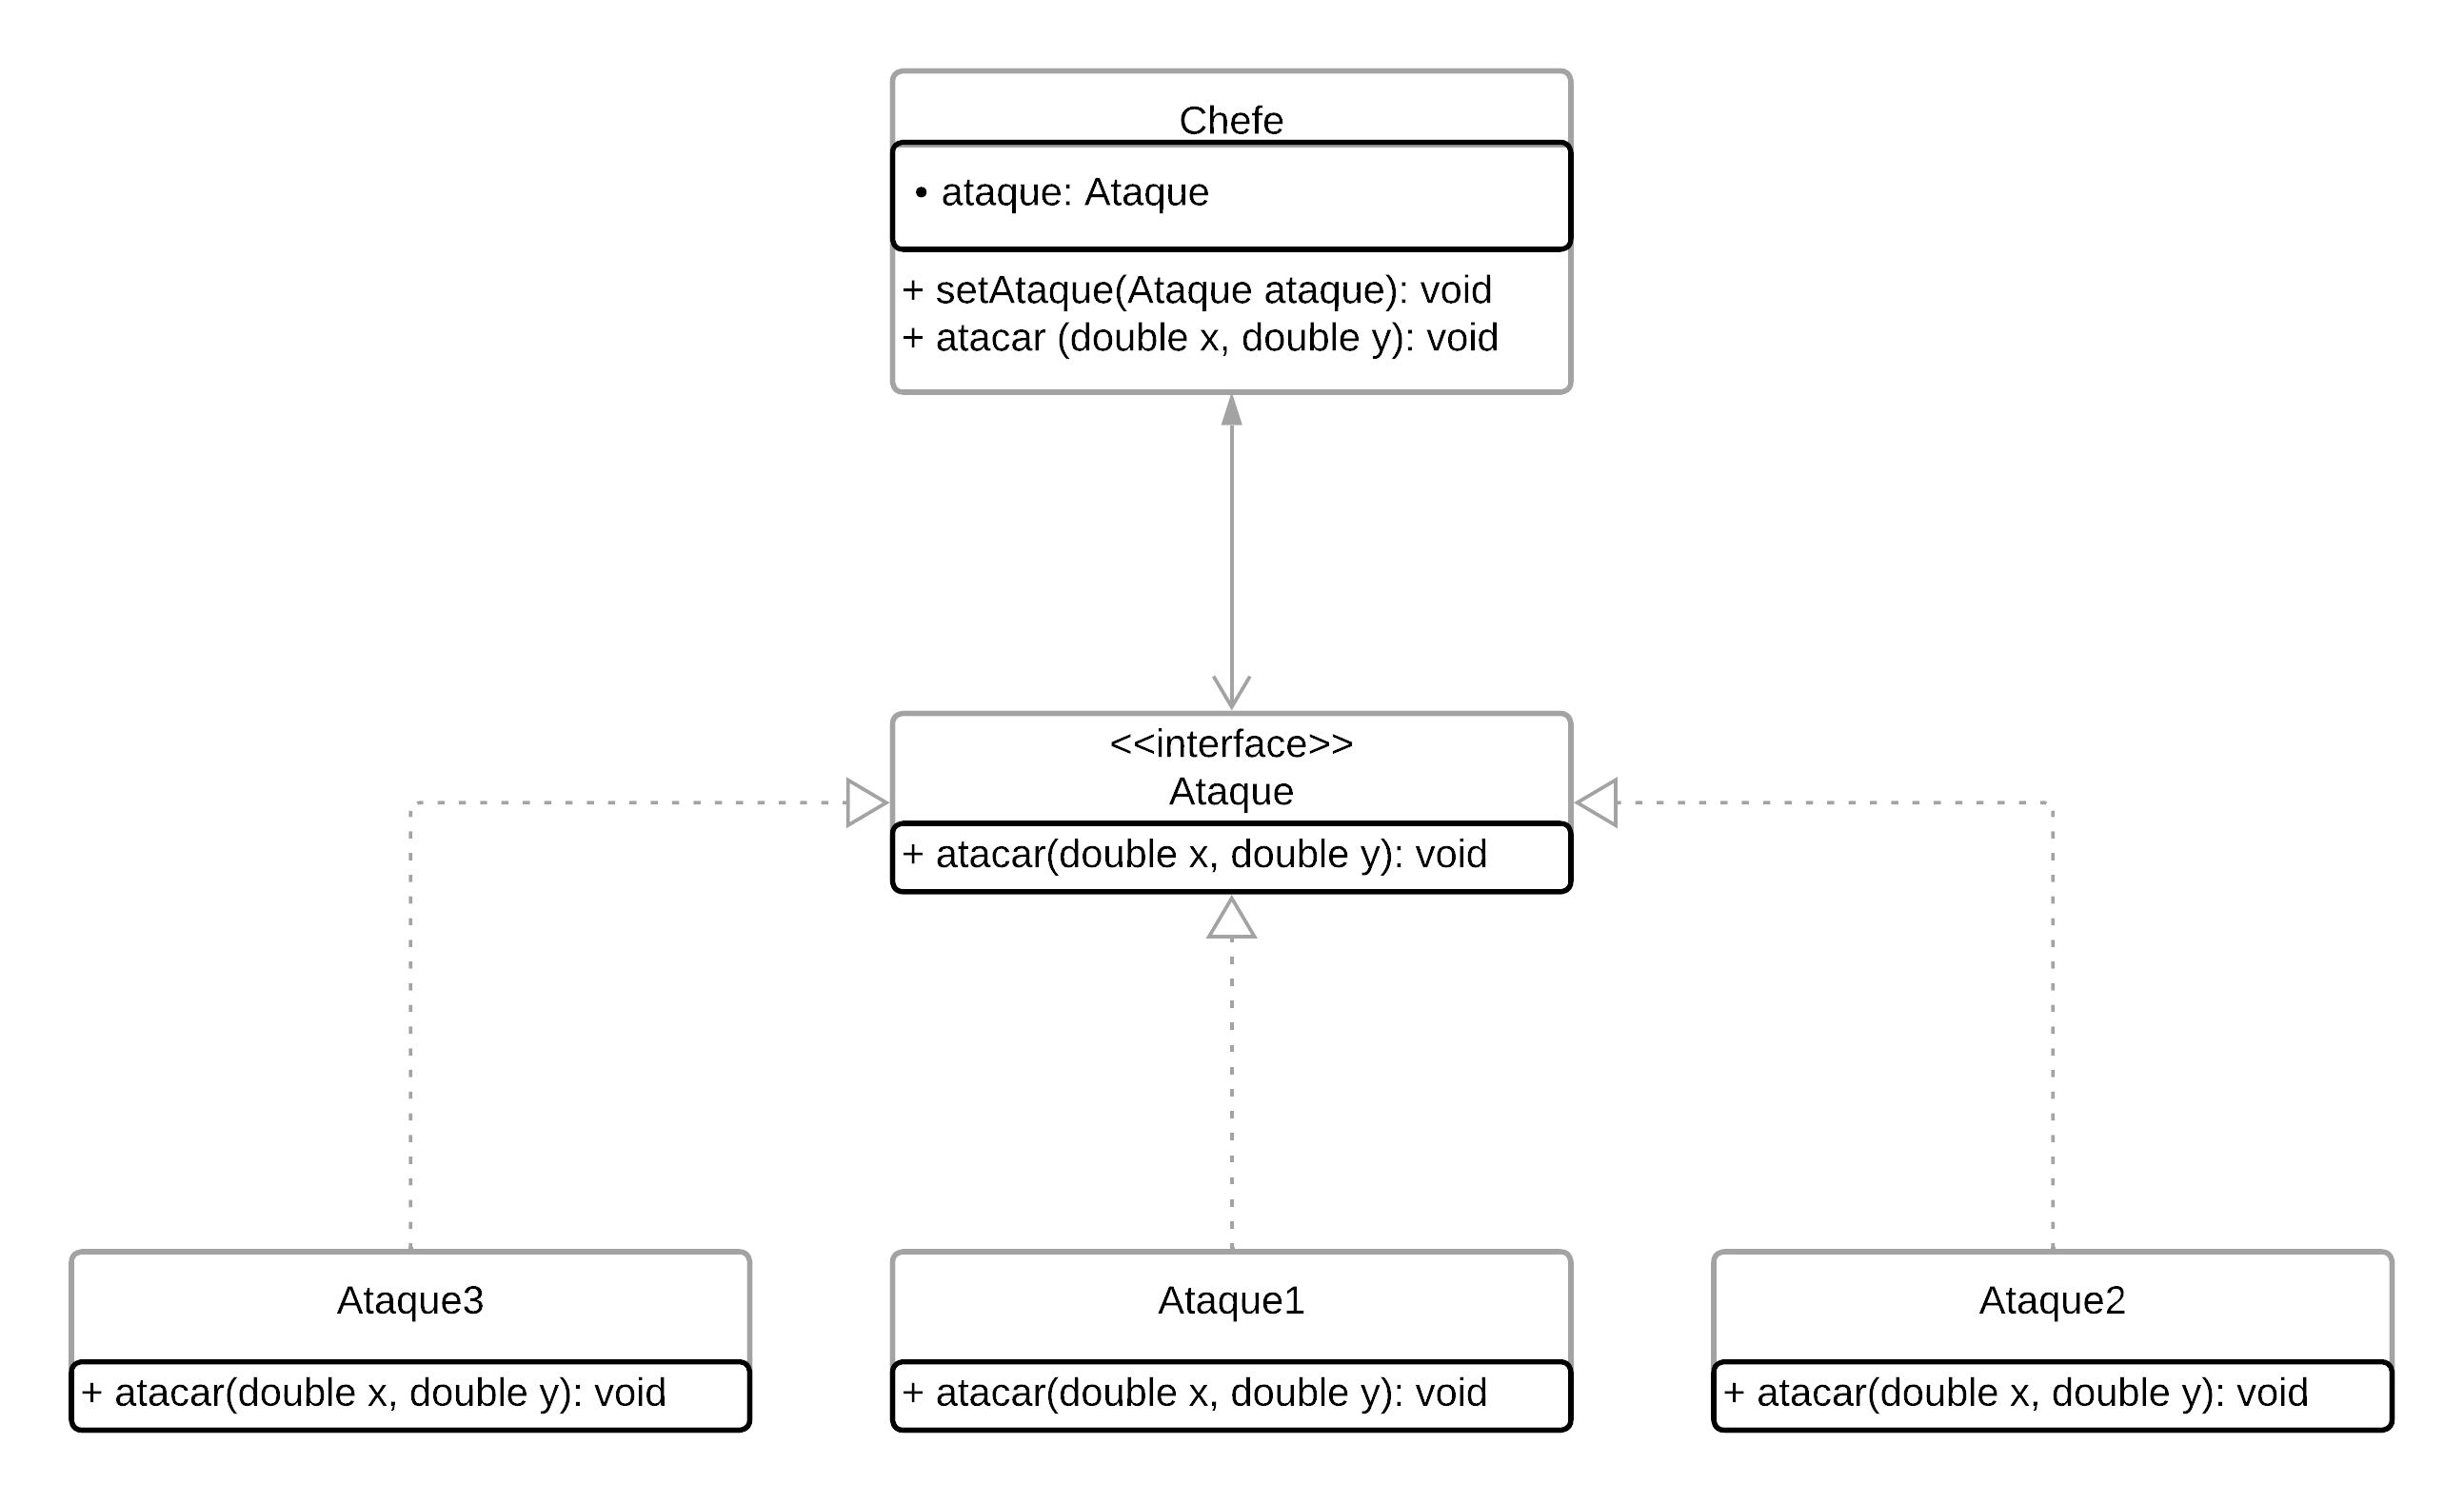 Chefe
• ataque: Ataque
+ setAtaque(Ataque ataque): void
+ atacar (double x, double y): void
<<interface>>
Ataque
+ atacar(double x, double y): void
Ataque3
+ atacar(double x, double y): void
Ataque1
+ atacar(double x, double y): void
Ataque2
+ atacar(double x, double y): void